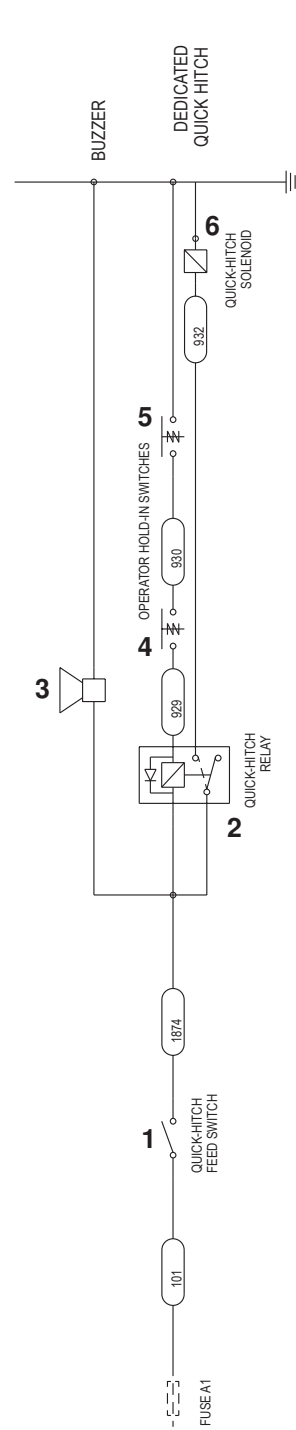 BUZZER
DEDICATED
QUICK HITCH
6
QUICK-HITCH
SOLENOID
932
5
OPERATOR HOLD-IN SWITCHES
930
4
3
929
QUICK-HITCH
RELAY
2
1874
1
QUICK-HITCH
FEED SWITCH
101
FUSE A1